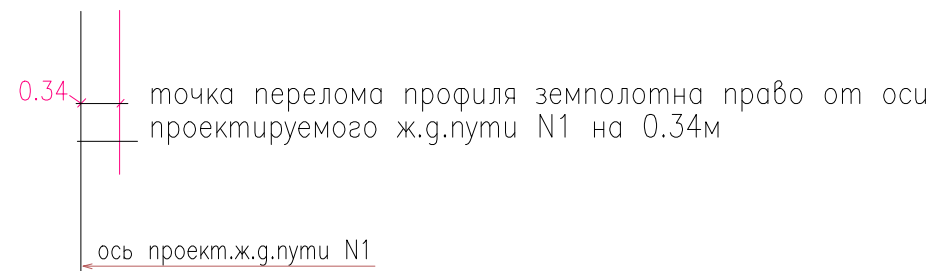 0.34
точка перелома профиля земполотна право от оси
проектируемого ж.д.пути N1 на 0.34м
ось проект.ж.д.пути N1